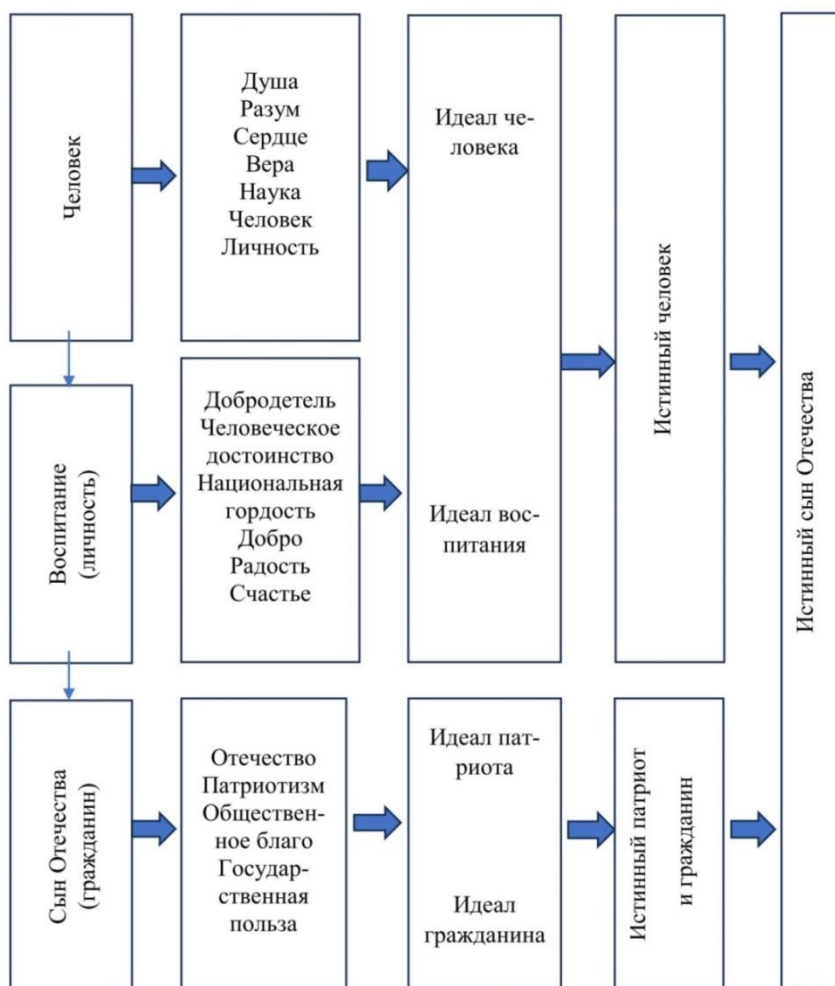 Человек
Душа
Разум
Сердце
Вера
Наука
Человек
Личность
Идеал че-
ловека
Воспитание
(личность)
Добродетель
Человеческое
достоинство
Национальная
гордость
Добро
Радость
Счастье
Идеал вос-
питания
Истинный человек
Сын Отечества
(гражданин)
Отечество
Патриотизм
Обществен-
ное благо
Государ-
ственная
польза
Идеал пат-
риота
Идеал
гражданина
Истинный патриот
и гражданин
Истинный сын Отечества